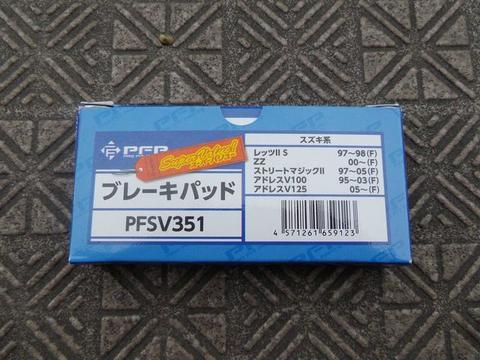 PFP
ブレーキパッド
PFSV351
スズキ系
レッツII S 97〜98(F)
ZZ 00〜(F)
ストリートマジックII 97〜05(F)
アドレスV100 95〜03(F)
アドレスV125 05〜(F)
4 571261 659123